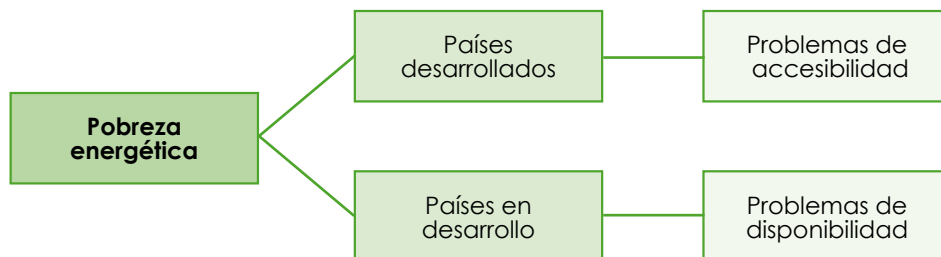 Pobreza
energética
Países
desarrollados
Problemas de
accesibilidad
Países en
desarrollo
Problemas de
disponibilidad